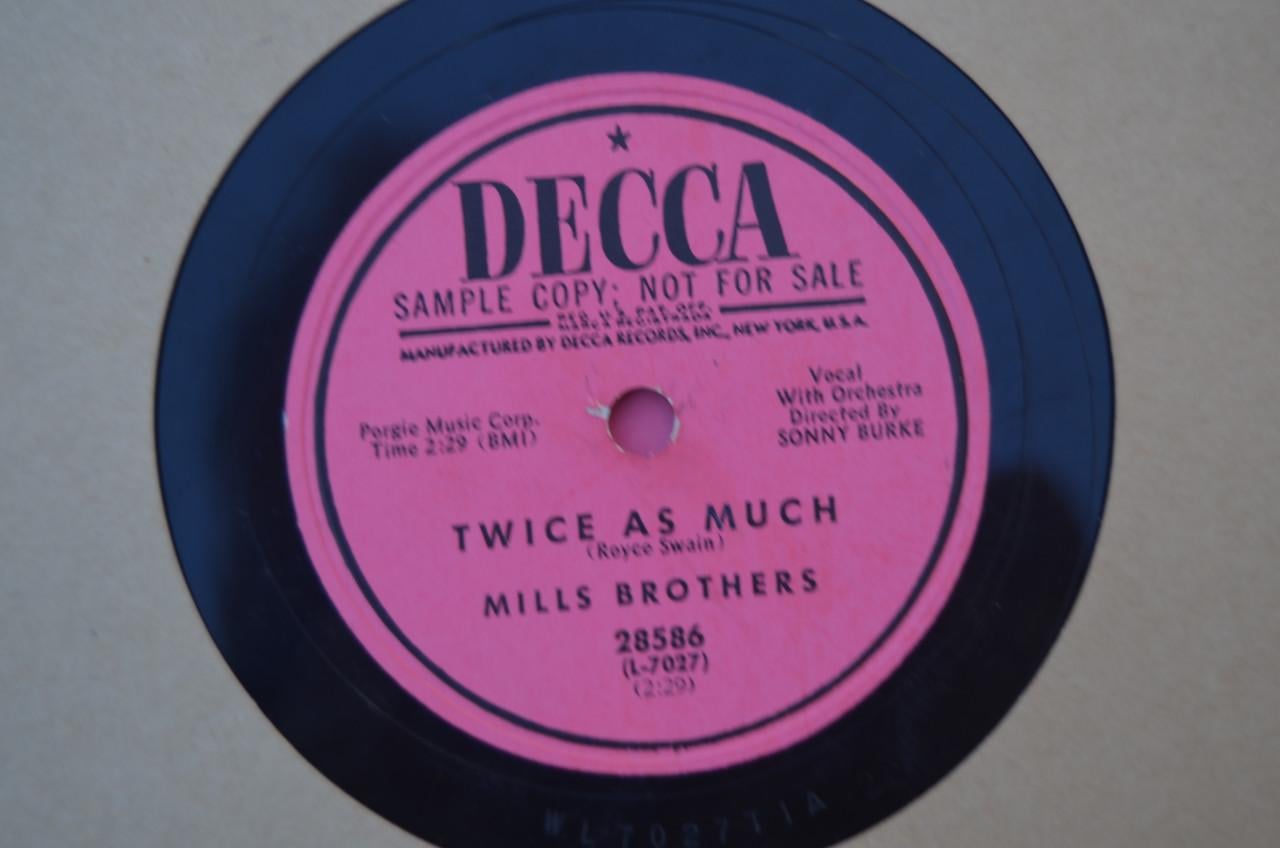 DECCA
SAMPLE COPY: NOT FOR SALE
MANUFACTURED BY DECCA RECORDS, INC., NEW YORK, U.S.A.
Porgie Music Corp.
Time 2:29 (BMI)
Vocal
With Orchestra
Directed By
SONNY BURKE
TWICE AS MUCH
(Royce Swain)
MILLS BROTHERS
28586
(L-7027)
(2:29)